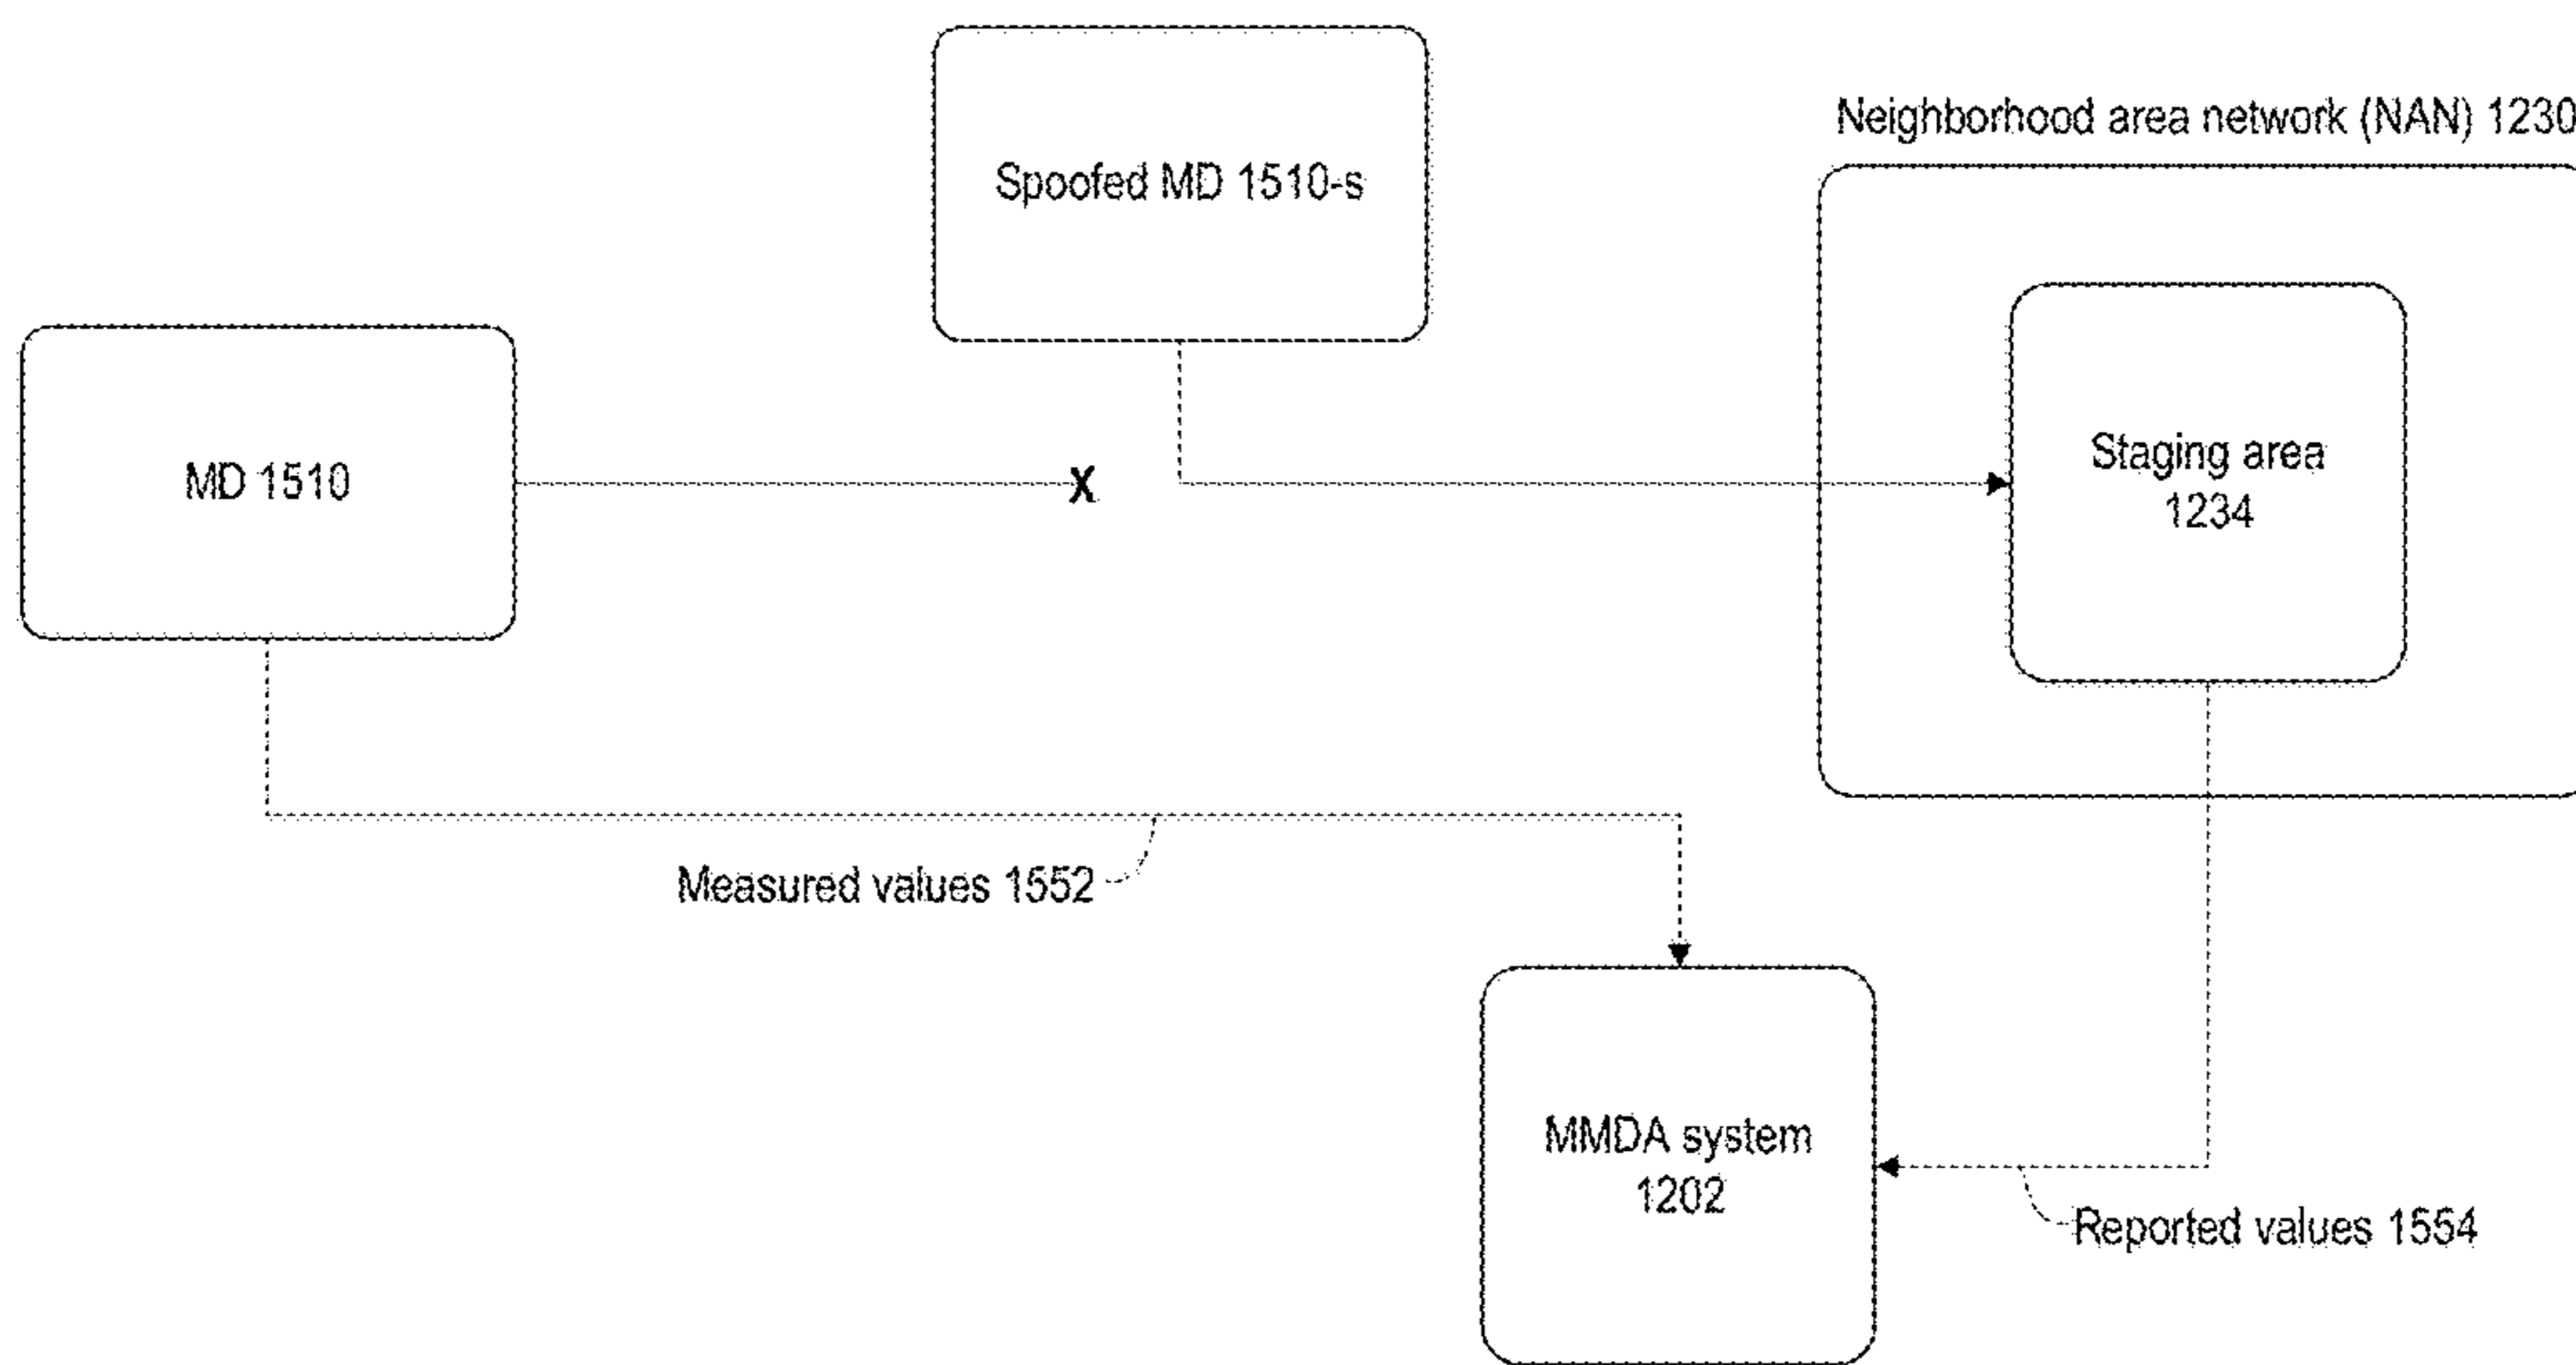 Spoofed MD 1510-s
Neighborhood area network (NAN) 1230
MD 1510
X
Staging area
1234
Measured values 1552
MMDA system
1202
Reported values 1554